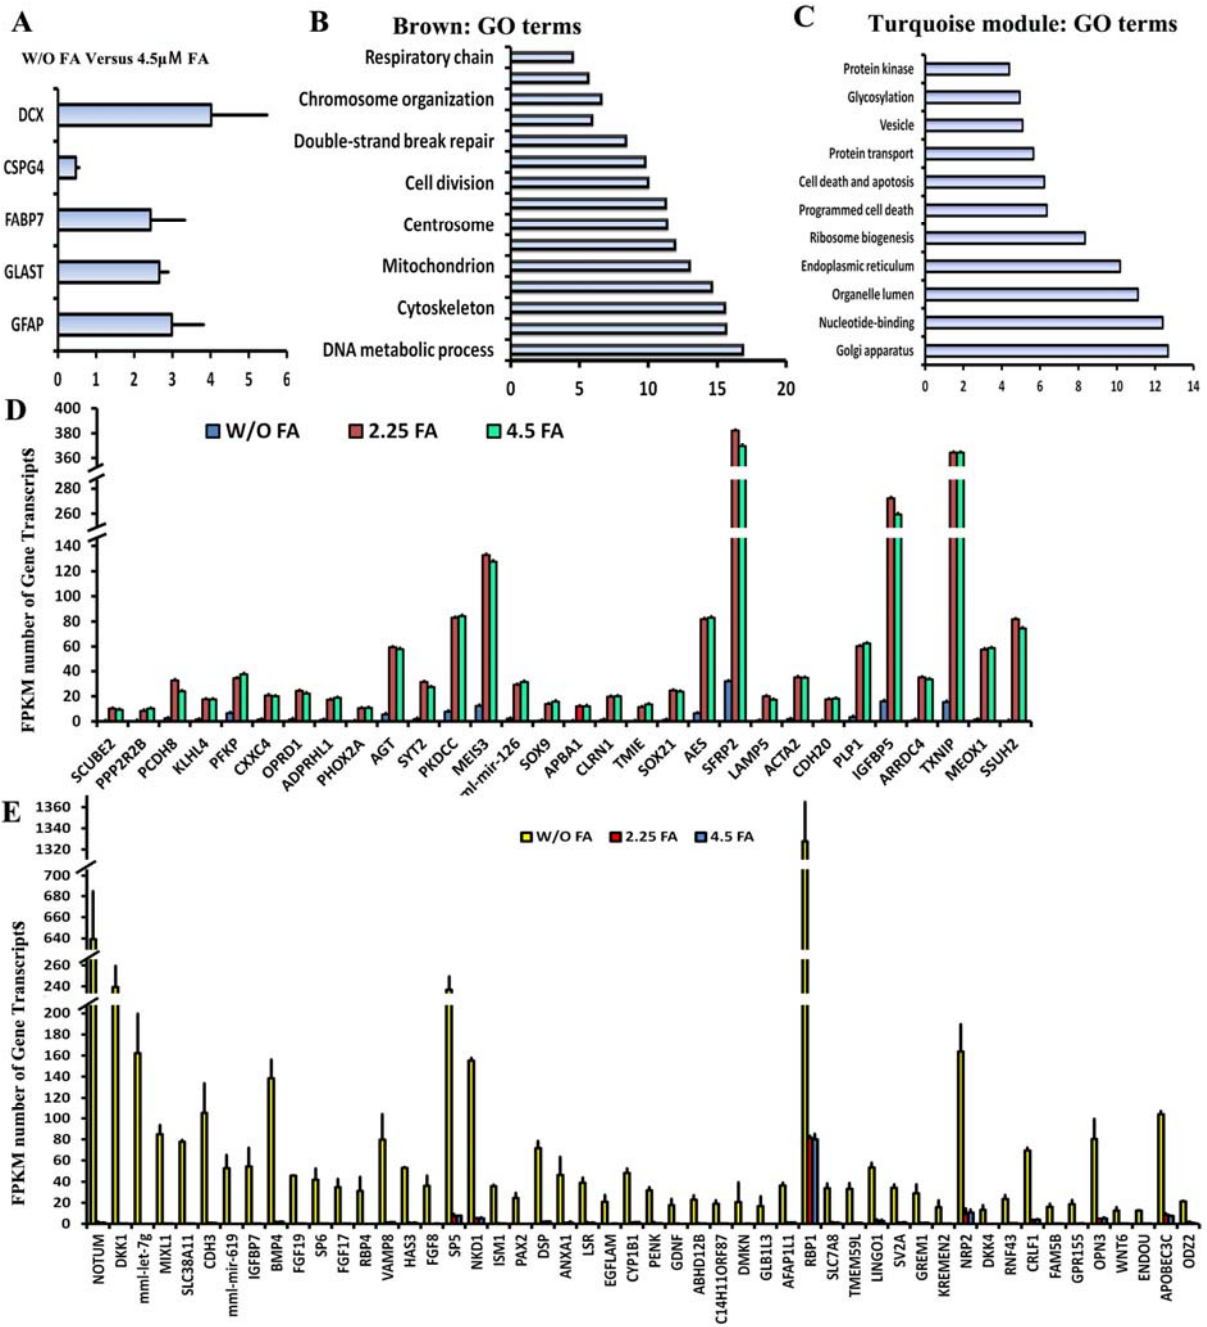 A
W/O FA Versus 4.5µM FA
DCX
CSPG4
FABP7
GLAST
GFAP
0 1 2 3 4 5 6
B
Brown: GO terms
Respiratory chain
Chromosome organization
Double-strand break repair
Cell division
Centrosome
Mitochondrion
Cytoskeleton
DNA metabolic process
0 5 10 15 20
C
Turquoise module: GO terms
Protein kinase
Glycosylation
Vesicle
Protein transport
Cell death and apotosis
Programmed cell death
Ribosome biogenesis
Endoplasmic reticulum
Organelle lumen
Nucleotide-binding
Golgi apparatus
0 2 4 6 8 10 12 14
D
FPKM number of Gene Transcripts
W/O FA 2.25 FA 4.5 FA
400
380
360
280
260
140
120
100
80
60
40
20
0
SCUBE2 PPP2R2B PCDH8 KLHL4 PFKP CXXC4 OPRD1 ADPRHL1 PHOX2A AGT SYT2 PKDCC MEIS3 ml-mir-126 SOX9 APBA1 CLRN1 TMIE SOX21 AES SFRP2 LAMP5 ACTA2 CDH20 PLP1 IGFBP5 ARRDC4 TXNIP MEOX1 SSUH2
E
FPKM number of Gene Transcripts
W/O FA 2.25 FA 4.5 FA
1360
1340
1320
700
680
660
640
260
240
200
180
160
140
120
100
80
60
40
20
0
NOTUM DKK1 mml-let-7g MIXL1 SLC38A11 CDH3 mml-mir-619 IGFBP7 BMP4 FGF19 SP6 FGF17 RBP4 VAMP8 HAS3 FGF8 SP5 NKD1 ISM1 PAX2 DSP ANXA1 LSR EGFLAM CYP1B1 PENK GDNF ABHD12B C14H11ORF87 DMKN GLB1L3 AFAP1L1 RBP1 SLC7A8 TMEM59L LINGO1 SV2A GREM1 KREMEN2 NRP2 DKK4 RNF43 CRLF1 FAM5B GPR155 OPN3 WNT6 ENDOU APOBEC3C ODZ2